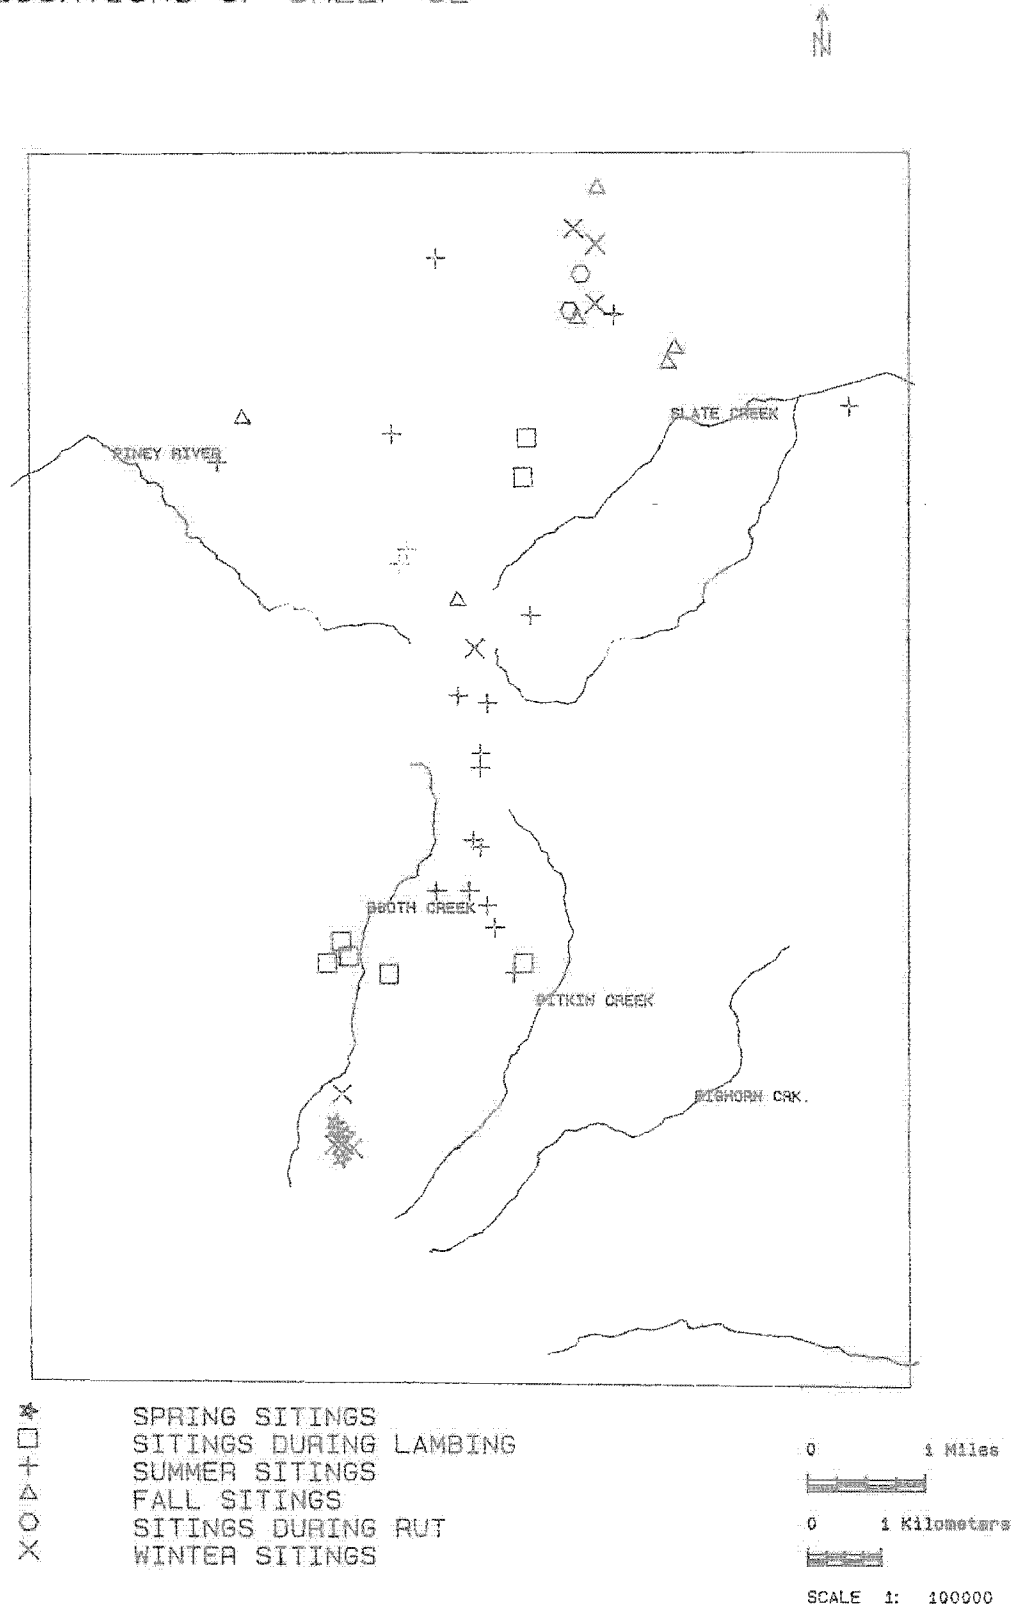 N
SLATE CREEK
PINEY RIVER
BOOTH CREEK
PITKIN CREEK
BIGHORN CRK.
SPRING SITINGS
SITINGS DURING LAMBING
SUMMER SITINGS
FALL SITINGS
SITINGS DURING RUT
WINTER SITINGS
0 1 Miles
0 1 Kilometers
SCALE 1: 100000